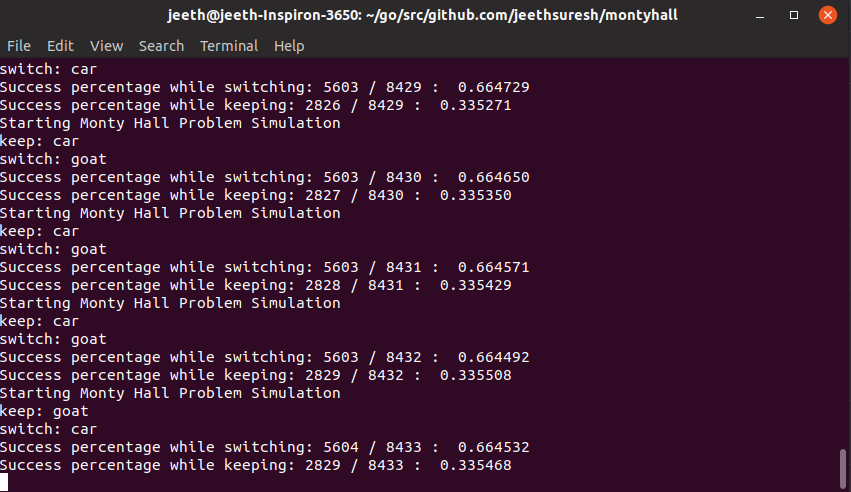 jeeth@jeeth-Inspiron-3650: ~/go/src/github.com/jeethsuresh/montyhall
File Edit View Search Terminal Help
switch: car
Success percentage while switching: 5603 / 8429 :  0.664729
Success percentage while keeping: 2826 / 8429 :  0.335271
Starting Monty Hall Problem Simulation
keep: car
switch: goat
Success percentage while switching: 5603 / 8430 :  0.664650
Success percentage while keeping: 2827 / 8430 :  0.335350
Starting Monty Hall Problem Simulation
keep: car
switch: goat
Success percentage while switching: 5603 / 8431 :  0.664571
Success percentage while keeping: 2828 / 8431 :  0.335429
Starting Monty Hall Problem Simulation
keep: car
switch: goat
Success percentage while switching: 5603 / 8432 :  0.664492
Success percentage while keeping: 2829 / 8432 :  0.335508
Starting Monty Hall Problem Simulation
keep: goat
switch: car
Success percentage while switching: 5604 / 8433 :  0.664532
Success percentage while keeping: 2829 / 8433 :  0.335468